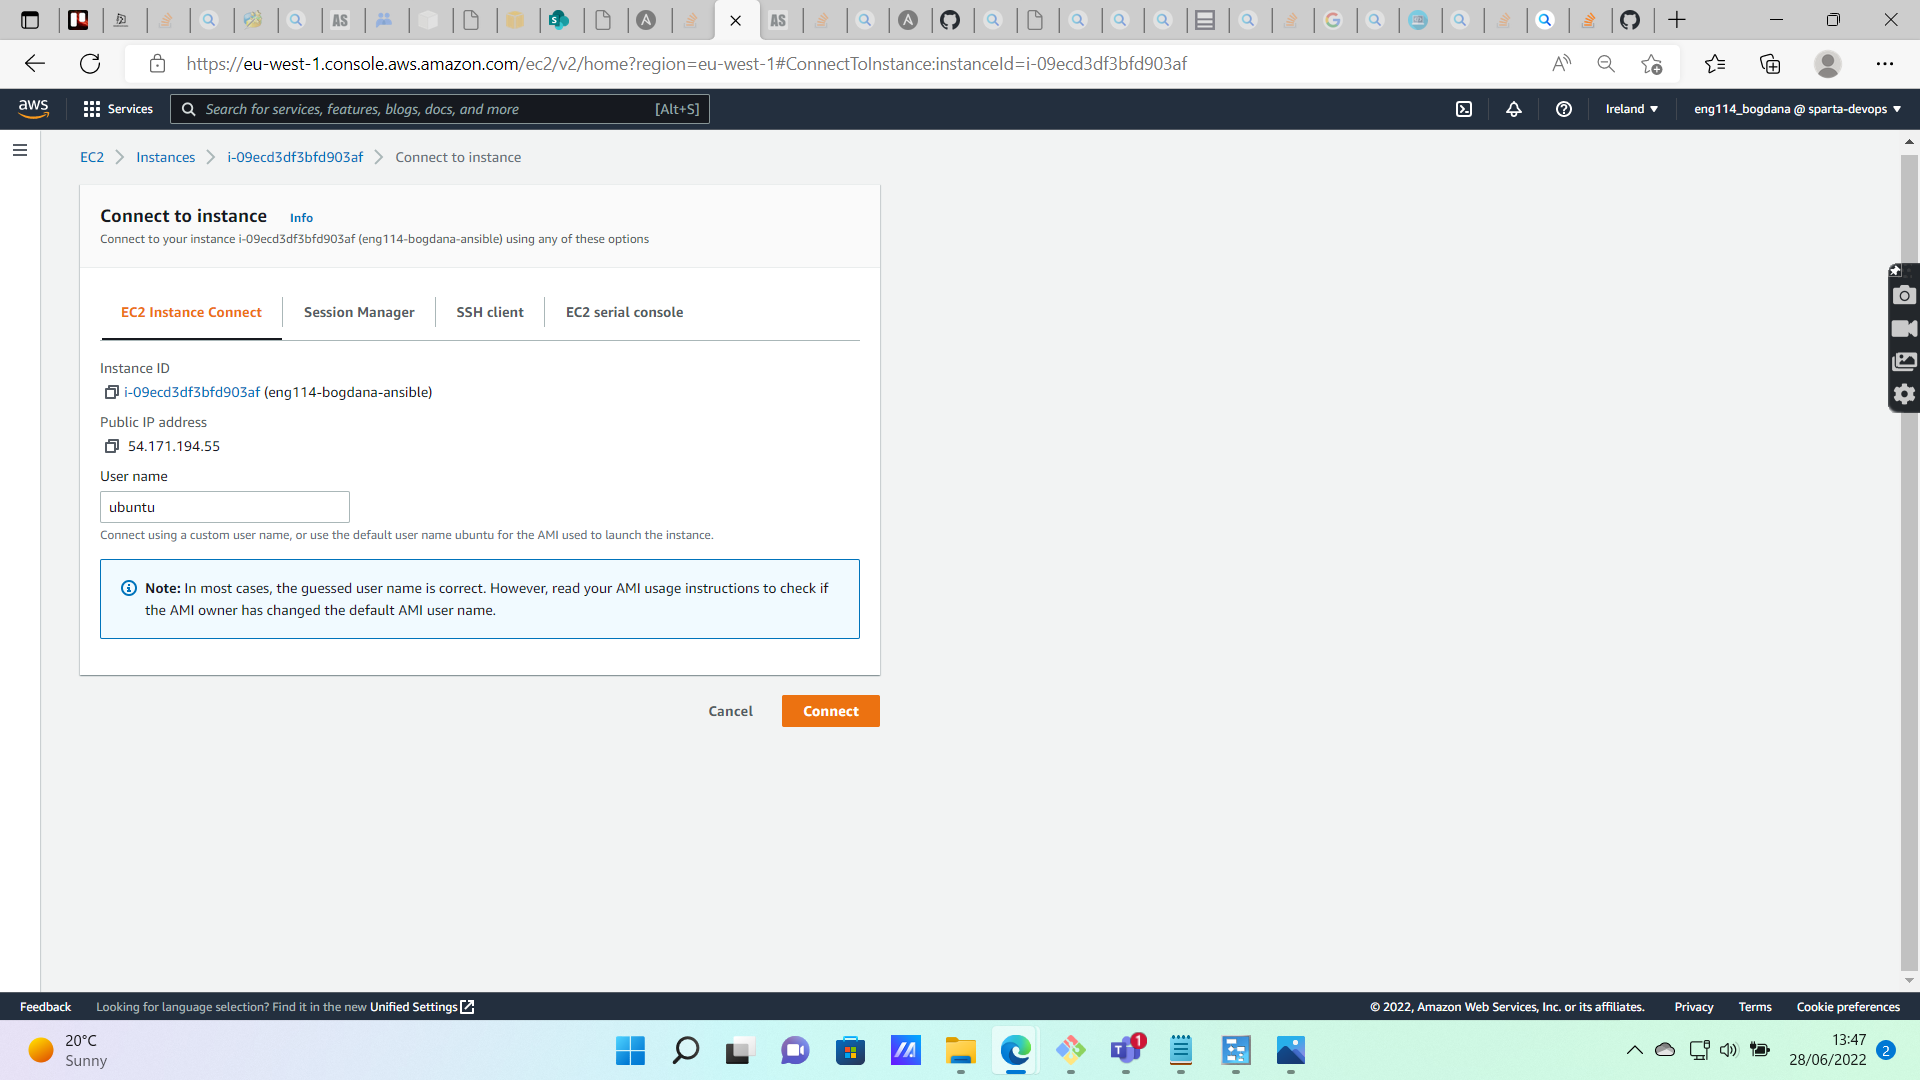 AS
AS
https://eu-west-1.console.aws.amazon.com/ec2/v2/home?region=eu-west-1#ConnectToInstance:instanceId=i-09ecd3df3bfd903af
aws
Services
Search for services, features, blogs, docs, and more
[Alt+S]
Ireland
eng114_bogdana @ sparta-devops
EC2
Instances
i-09ecd3df3bfd903af
Connect to instance
Connect to instance
Info
Connect to your instance i-09ecd3df3bfd903af (eng114-bogdana-ansible) using any of these options
EC2 Instance Connect
Session Manager
SSH client
EC2 serial console
Instance ID
i-09ecd3df3bfd903af (eng114-bogdana-ansible)
Public IP address
54.171.194.55
User name
ubuntu
Connect using a custom user name, or use the default user name ubuntu for the AMI used to launch the instance.
Note: In most cases, the guessed user name is correct. However, read your AMI usage instructions to check if
the AMI owner has changed the default AMI user name.
Cancel
Connect
Feedback
Looking for language selection? Find it in the new Unified Settings
© 2022, Amazon Web Services, Inc. or its affiliates.
Privacy
Terms
Cookie preferences
20°C
Sunny
1
13:47
28/06/2022
2